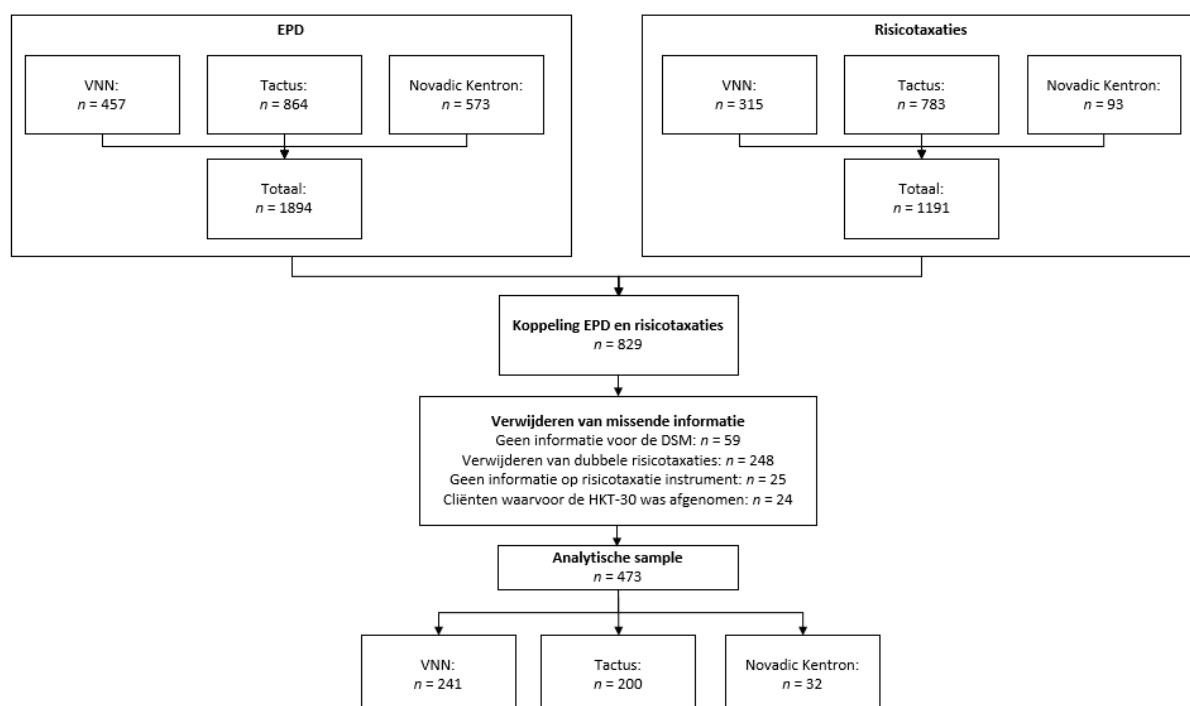 EPD
VNN:
n = 457
Tactus:
n = 864
Novadic Kentron:
n = 573
Totaal:
n = 1894
Risicotaxaties
VNN:
n = 315
Tactus:
n = 783
Novadic Kentron:
n = 93
Totaal:
n = 1191
Koppeling EPD en risicotaxaties
n = 829
Verwijderen van missende informatie
Geen informatie voor de DSM: n = 59
Verwijderen van dubbele risicotaxaties: n = 248
Geen informatie op risicotaxatie instrument: n = 25
Cliënten waarvoor de HKT-30 was afgenomen: n = 24
Analytische sample
n = 473
VNN:
n = 241
Tactus:
n = 200
Novadic Kentron:
n = 32